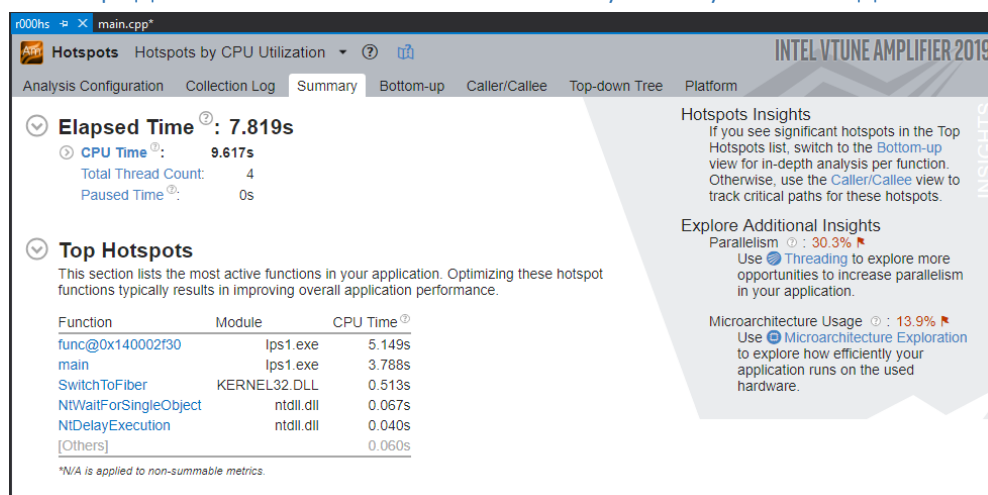 r000hs main.cpp*
Hotspots Hotspots by CPU Utilization
INTEL VTUNE AMPLIFIER 2019
Analysis Configuration Collection Log Summary Bottom-up Caller/Callee Top-down Tree Platform
Elapsed Time: 7.819s
CPU Time: 9.617s
Total Thread Count: 4
Paused Time: 0s
Top Hotspots
This section lists the most active functions in your application. Optimizing these hotspot
functions typically results in improving overall application performance.
Function Module CPU Time
func@0x140002f30 lps1.exe 5.149s
main lps1.exe 3.788s
SwitchToFiber KERNEL32.DLL 0.513s
NtWaitForSingleObject ntdll.dll 0.067s
NtDelayExecution ntdll.dll 0.040s
[Others] 0.060s
*N/A is applied to non-summable metrics.
Hotspots Insights
If you see significant hotspots in the Top
Hotspots list, switch to the Bottom-up
view for in-depth analysis per function.
Otherwise, use the Caller/Callee view to
track critical paths for these hotspots.
Explore Additional Insights
Parallelism : 30.3%
Use Threading to explore more
opportunities to increase parallelism
in your application.
Microarchitecture Usage : 13.9%
Use Microarchitecture Exploration
to explore how efficiently your
application runs on the used
hardware.
INSIGHTS